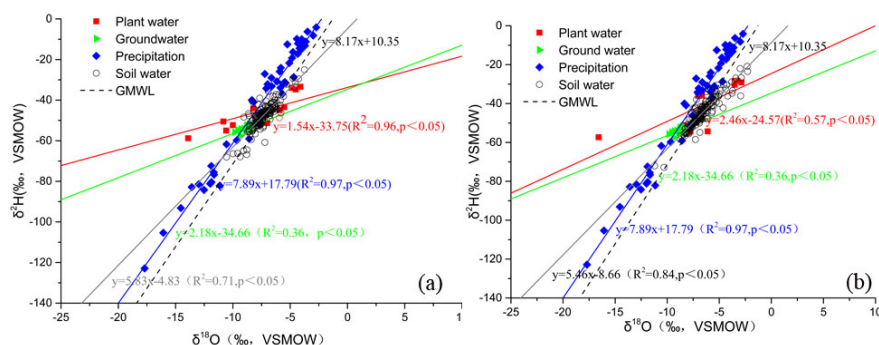 Plant water
Groundwater
Precipitation
Soil water
GMWL
y=8.17x+10.35
y=1.54x-33.75(R²=0.96,p<0.05)
y=7.89x+17.79(R²=0.97,p<0.05)
y=2.18x-34.66（R²=0.36， p<0.05）
y=5.83x-4.83（R²=0.71,p<0.05）
(a)
0
-20
-40
-60
-80
-100
-120
-140
-25 -20 -15 -10 -5 0 5 10
δ²H(‰, VSMOW)
δ¹⁸O（‰，VSMOW）
Plant water
Ground water
Precipitation
Soil water
GMWL
y=8.17x+10.35
y=2.46x-24.57(R²=0.57,p<0.05)
y=2.18x-34.66（R²=0.36,p<0.05）
y=7.89x+17.79（R²=0.97,p<0.05）
y=5.46x-8.66（R²=0.84,p<0.05）
(b)
0
-20
-40
-60
-80
-100
-120
-140
-25 -20 -15 -10 -5 0 5 10
δ²H(‰, VSMOW)
δ¹⁸O（‰，VSMOW）